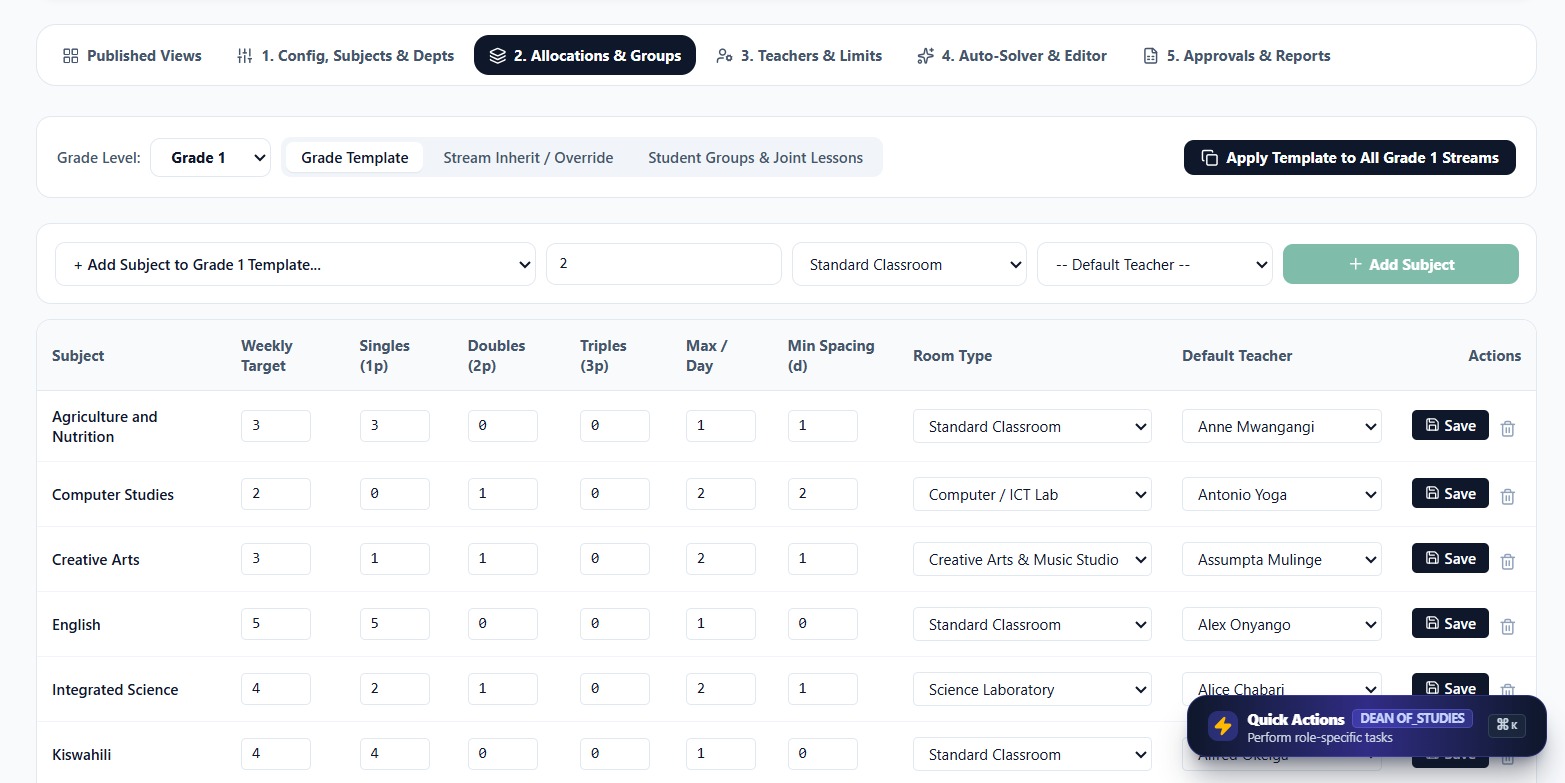 Published Views
1. Config, Subjects & Depts
2. Allocations & Groups
3. Teachers & Limits
4. Auto-Solver & Editor
5. Approvals & Reports
Grade Level: Grade 1 Grade Template Stream Inherit / Override Student Groups & Joint Lessons Apply Template to All Grade 1 Streams
+ Add Subject to Grade 1 Template... 2 Standard Classroom -- Default Teacher -- + Add Subject
Subject
Weekly
Target
Singles
(1p)
Doubles
(2p)
Triples
(3p)
Max /
Day
Min Spacing
(d)
Room Type
Default Teacher
Actions
Agriculture and
Nutrition
3 3 0 0 1 1 Standard Classroom Anne Mwangangi Save
Computer Studies 2 0 1 0 2 2 Computer / ICT Lab Antonio Yoga Save
Creative Arts 3 1 1 0 2 1 Creative Arts & Music Studio Assumpta Mulinge Save
English 5 5 0 0 1 0 Standard Classroom Alex Onyango Save
Integrated Science 4 2 1 0 2 1 Science Laboratory Alice Chabari Save
Kiswahili 4 4 0 0 1 0 Standard Classroom
Quick Actions DEAN OF_STUDIES ⌘K
Perform role-specific tasks